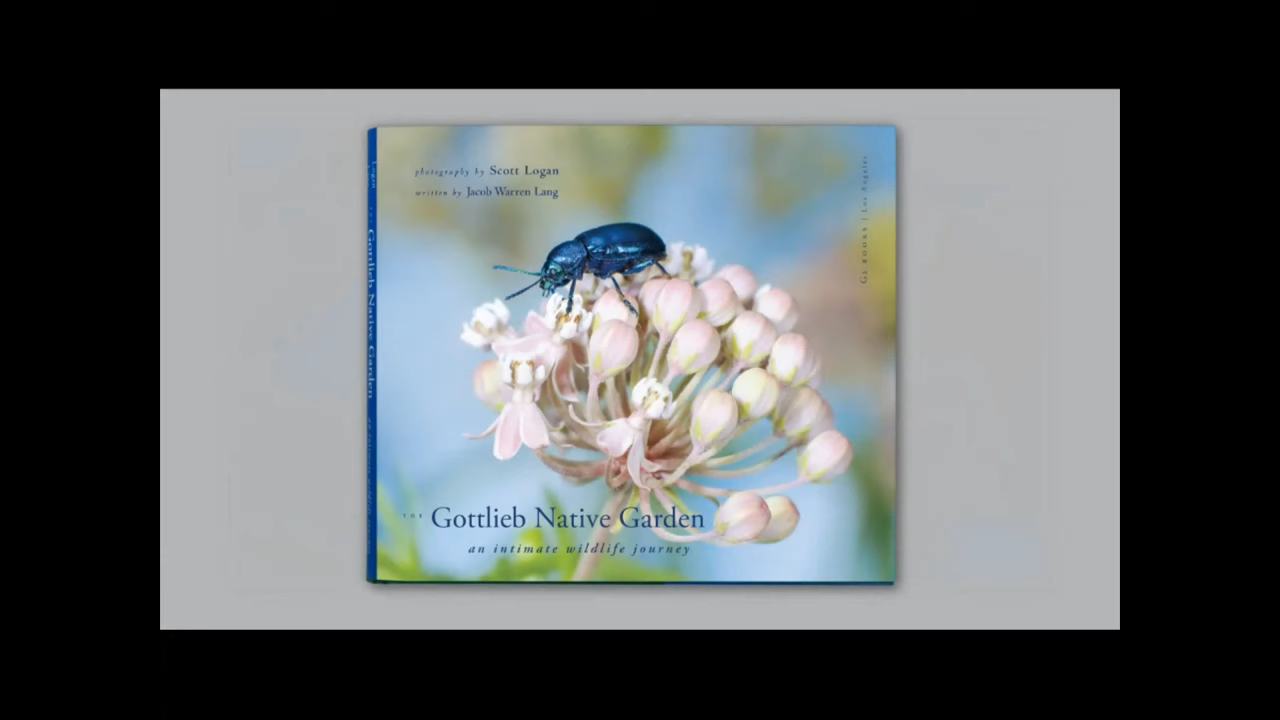 photography by Scott Logan
written by Jacob Warren Lang
THE Gottlieb Native Garden
an intimate wildlife journey
BOOKS | Los Angeles
Logan
Gottlieb Native Garden